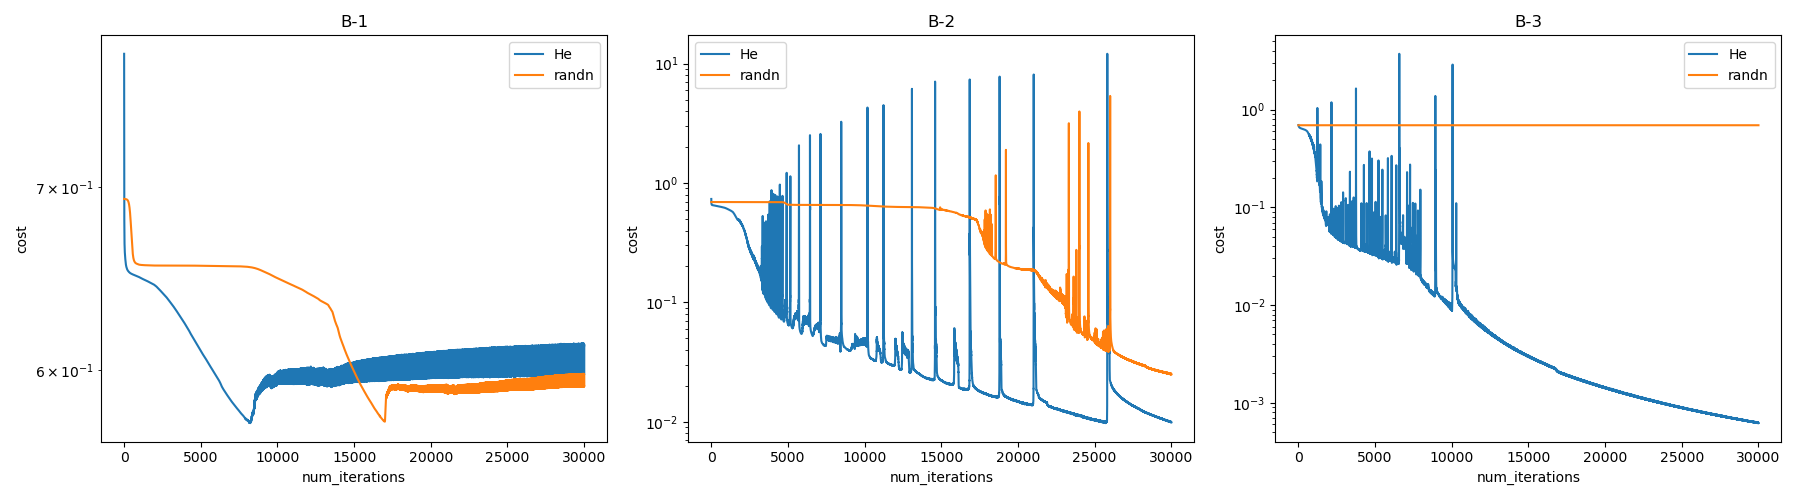 B-1
He
randn
7 × 10⁻¹
6 × 10⁻¹
cost
0 5000 10000 15000 20000 25000 30000
num_iterations
B-2
He
randn
10¹
10⁰
10⁻¹
10⁻²
cost
0 5000 10000 15000 20000 25000 30000
num_iterations
B-3
He
randn
10⁰
10⁻¹
10⁻²
10⁻³
cost
0 5000 10000 15000 20000 25000 30000
num_iterations